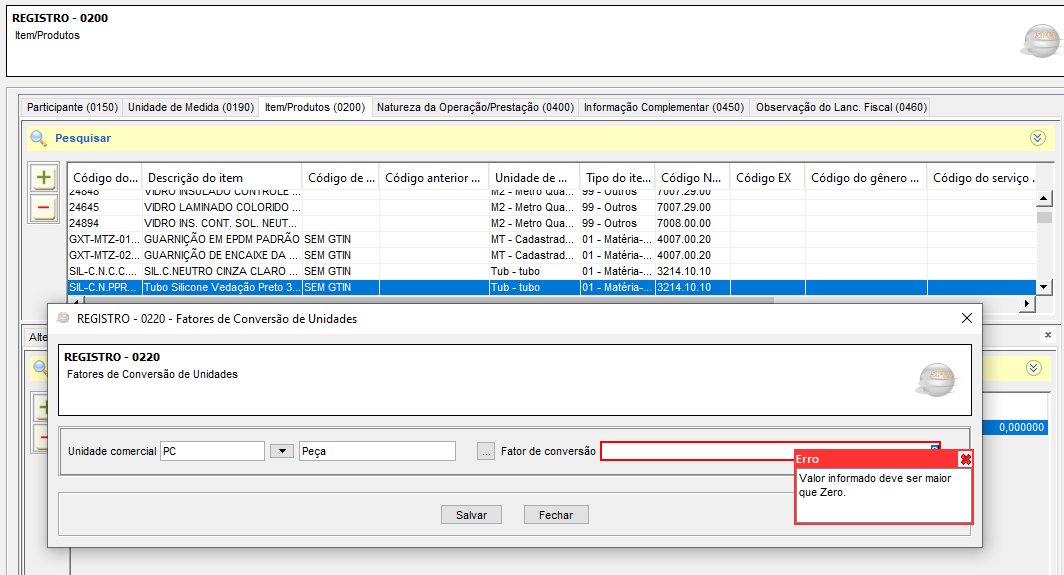 REGISTRO - 0200
Item/Produtos
Participante (0150) Unidade de Medida (0190) Item/Produtos (0200) Natureza da Operação/Prestação (0400) Informação Complementar (0450) Observação do Lanc. Fiscal (0460)
Pesquisar
Código do... Descrição do item Código de ... Código anterior ... Unidade de ... Tipo do ite... Código N... Código EX Código do gênero ... Código do serviço .
24848 VIDRO INSULADO CONTROLE ... M2 - Metro Qua... 99 - Outros 7007.29.00
24645 VIDRO LAMINADO COLORIDO ... M2 - Metro Qua... 99 - Outros 7007.29.00
24894 VIDRO INS. CONT. SOL. NEUT... M2 - Metro Qua... 99 - Outros 7008.00.00
GXT-MTZ-01... GUARNIÇÃO EM EPDM PADRÃO SEM GTIN MT - Cadastrad... 01 - Matéria-... 4007.00.20
GXT-MTZ-02... GUARNIÇÃO DE ENCAIXE DA ... SEM GTIN MT - Cadastrad... 01 - Matéria-... 4007.00.20
SIL-C.N.C.C.... SIL.C.NEUTRO CINZA CLARO ... SEM GTIN Tub - tubo 01 - Matéria-... 3214.10.10
SIL-C.N.PPR... Tubo Silicone Vedação Preto 3... SEM GTIN Tub - tubo 01 - Matéria-... 3214.10.10
REGISTRO - 0220 - Fatores de Conversão de Unidades
Alte
REGISTRO - 0220
Fatores de Conversão de Unidades
0,000000
Unidade comercial PC Peça ... Fator de conversão
Erro
Valor informado deve ser maior
que Zero.
Salvar Fechar